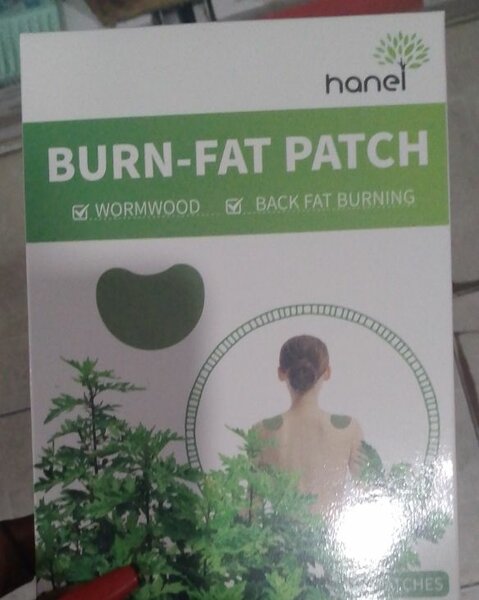 hanel
BURN-FAT PATCH
WORMWOOD BACK FAT BURNING